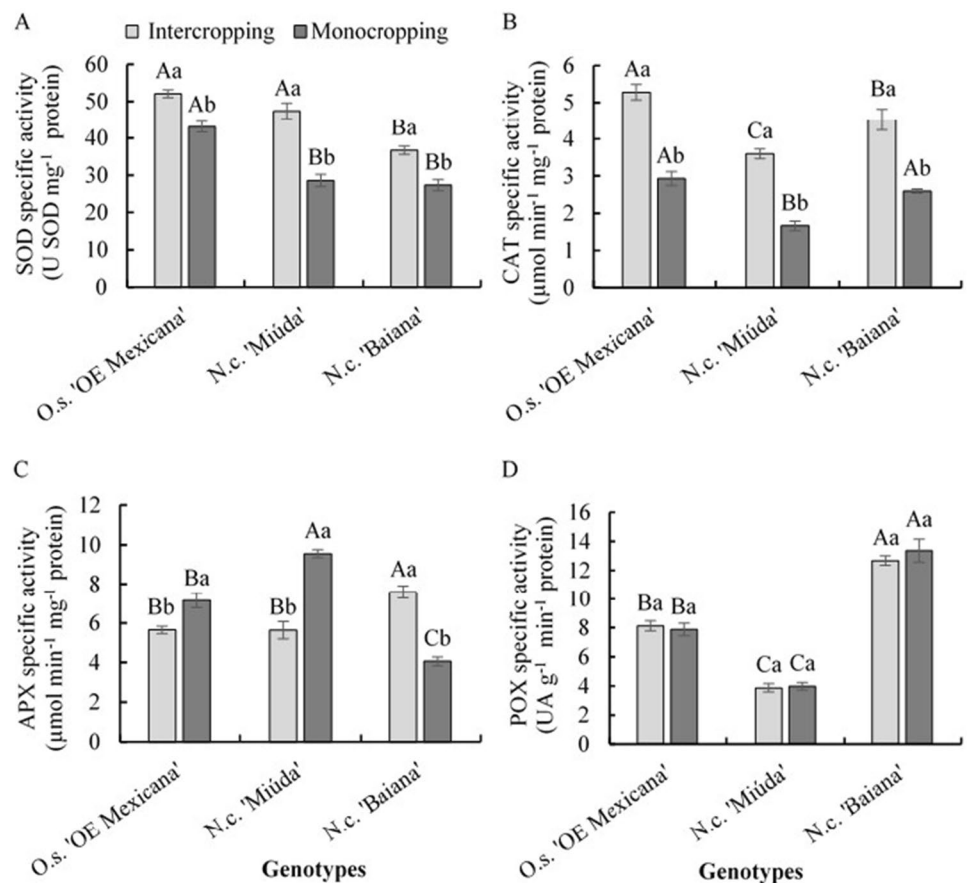 A
Intercropping Monocropping
SOD specific activity
(U SOD mg⁻¹ protein)
60
50
40
30
20
10
0
Aa Ab Aa Bb Ba Bb
O.s. 'OE Mexicana'
N.c. 'Miúda'
N.c. 'Baiana'
B
CAT specific activity
(µmol min⁻¹ mg⁻¹ protein)
6
5
4
3
2
1
0
Aa Ab Ca Bb Ba Ab
O.s. 'OE Mexicana'
N.c. 'Miúda'
N.c. 'Baiana'
C
APX specific activity
(µmol min⁻¹ mg⁻¹ protein)
12
10
8
6
4
2
0
Bb Ba Bb Aa Aa Cb
O.s. 'OE Mexicana'
N.c. 'Miúda'
N.c. 'Baiana'
Genotypes
D
POX specific activity
(UA g⁻¹ min⁻¹ protein)
16
14
12
10
8
6
4
2
0
Ba Ba Ca Ca Aa Aa
O.s. 'OE Mexicana'
N.c. 'Miúda'
N.c. 'Baiana'
Genotypes